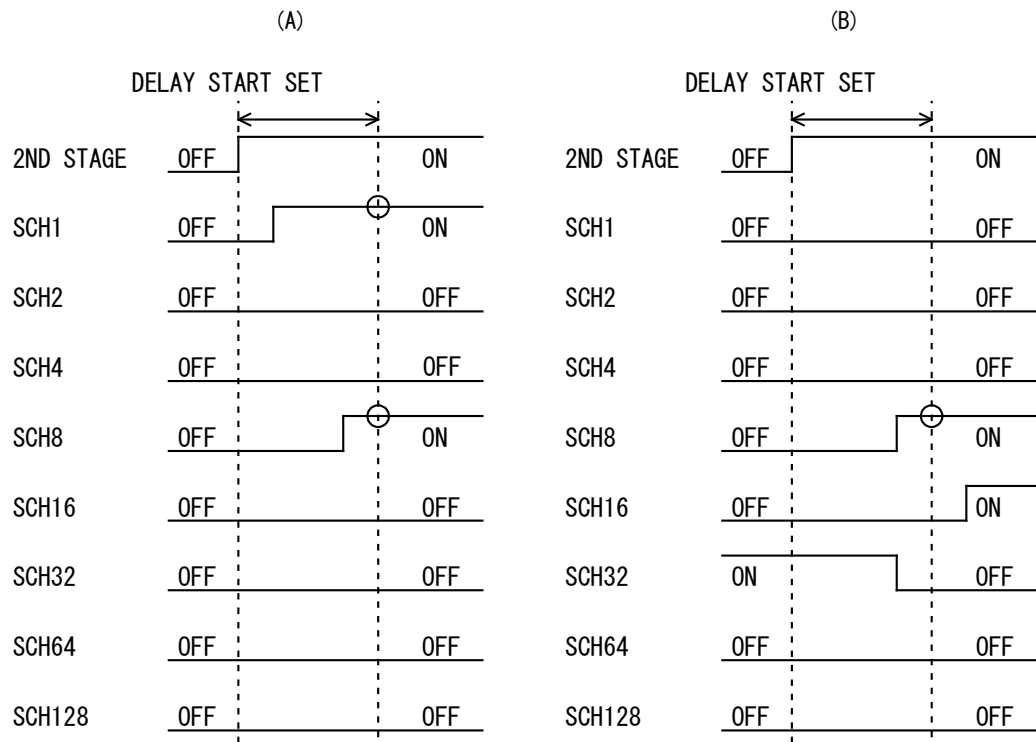 (A)
DELAY START SET
2ND STAGE OFF ON
SCH1 OFF ON
SCH2 OFF OFF
SCH4 OFF OFF
SCH8 OFF ON
SCH16 OFF OFF
SCH32 OFF OFF
SCH64 OFF OFF
SCH128 OFF OFF
(B)
DELAY START SET
2ND STAGE OFF ON
SCH1 OFF OFF
SCH2 OFF OFF
SCH4 OFF OFF
SCH8 OFF ON
SCH16 OFF ON
SCH32 ON OFF
SCH64 OFF OFF
SCH128 OFF OFF